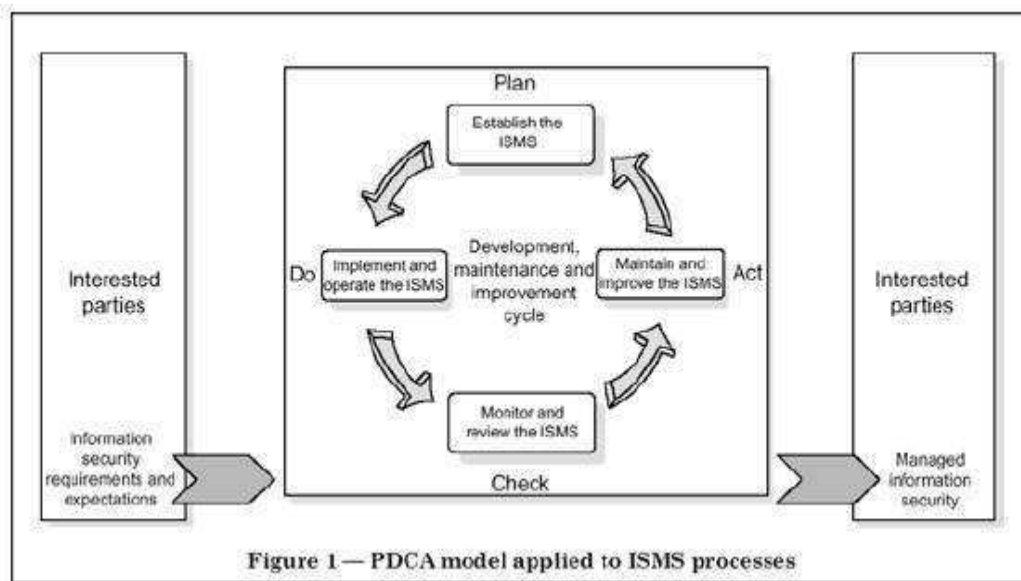 Plan
Establish the
ISMS
Interested
parties
Do
Implement and
operate the ISMS
Development,
maintenance and
improvement
cycle
Maintain and
improve the ISMS
Act
Interested
parties
Monitor and
review the ISMS
Check
Information
security
requirements and
expectations
Managed
information
security
Figure 1 — PDCA model applied to ISMS processes